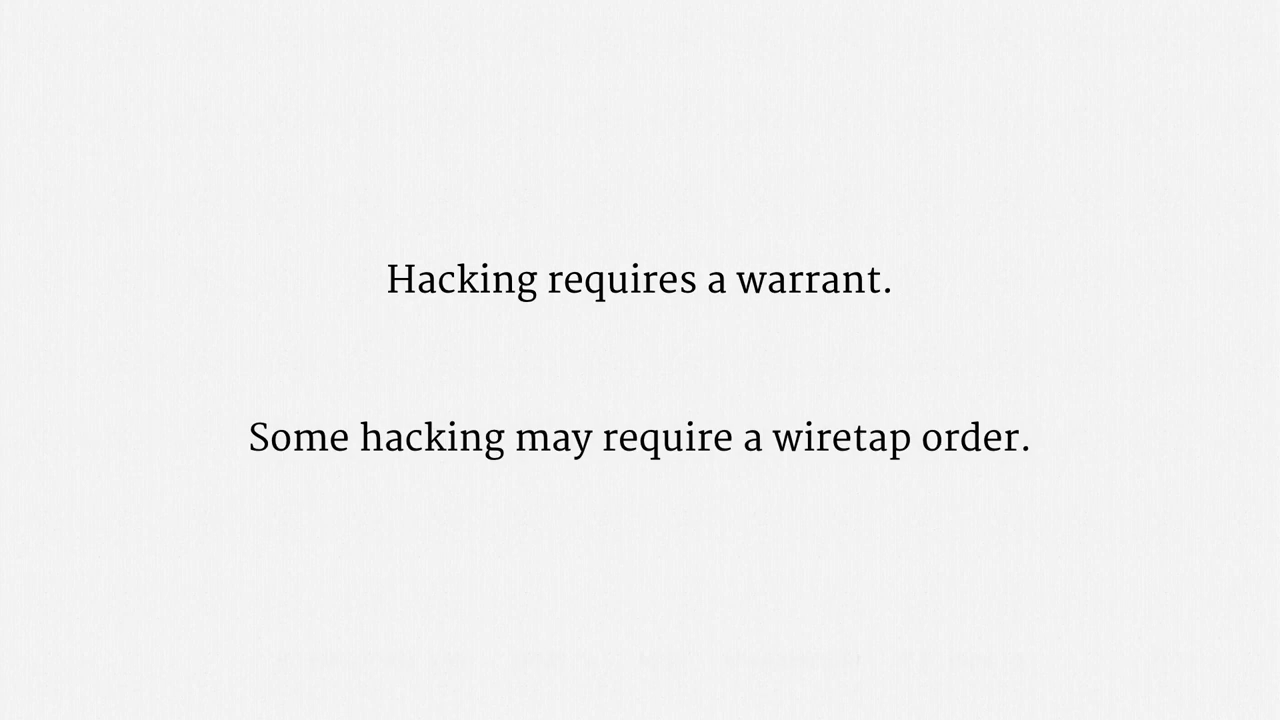 Hacking requires a warrant.
Some hacking may require a wiretap order.